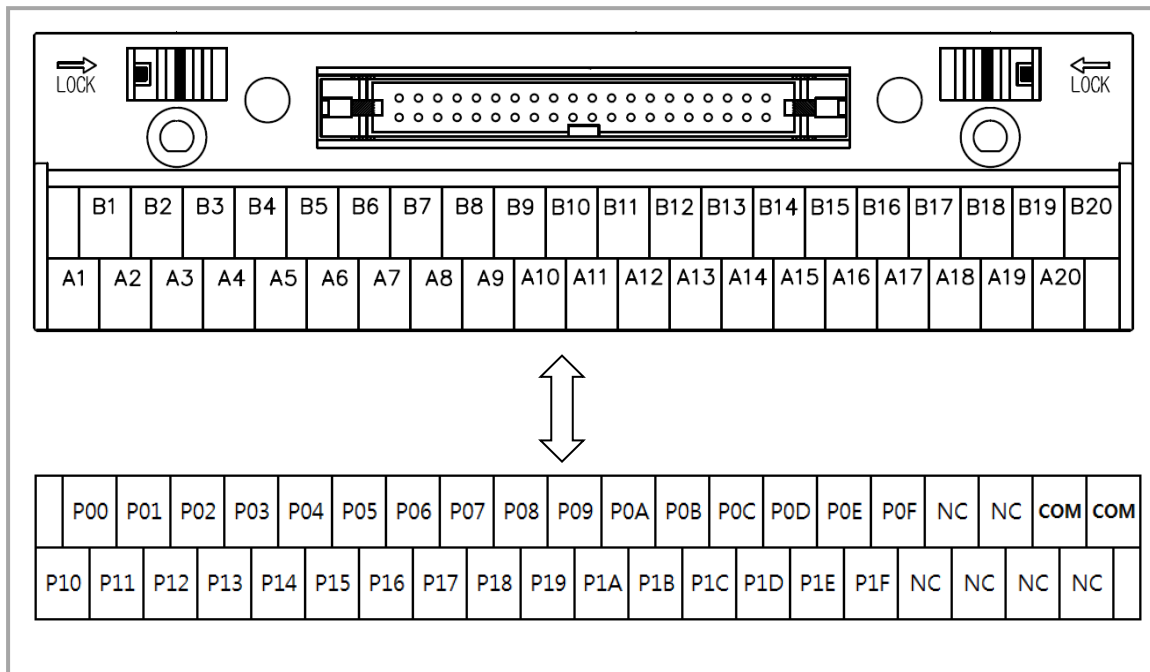 LOCK LOCK
B1 B2 B3 B4 B5 B6 B7 B8 B9 B10 B11 B12 B13 B14 B15 B16 B17 B18 B19 B20
A1 A2 A3 A4 A5 A6 A7 A8 A9 A10 A11 A12 A13 A14 A15 A16 A17 A18 A19 A20
P00 P01 P02 P03 P04 P05 P06 P07 P08 P09 P0A P0B P0C P0D P0E P0F NC NC COM COM
P10 P11 P12 P13 P14 P15 P16 P17 P18 P19 P1A P1B P1C P1D P1E P1F NC NC NC NC